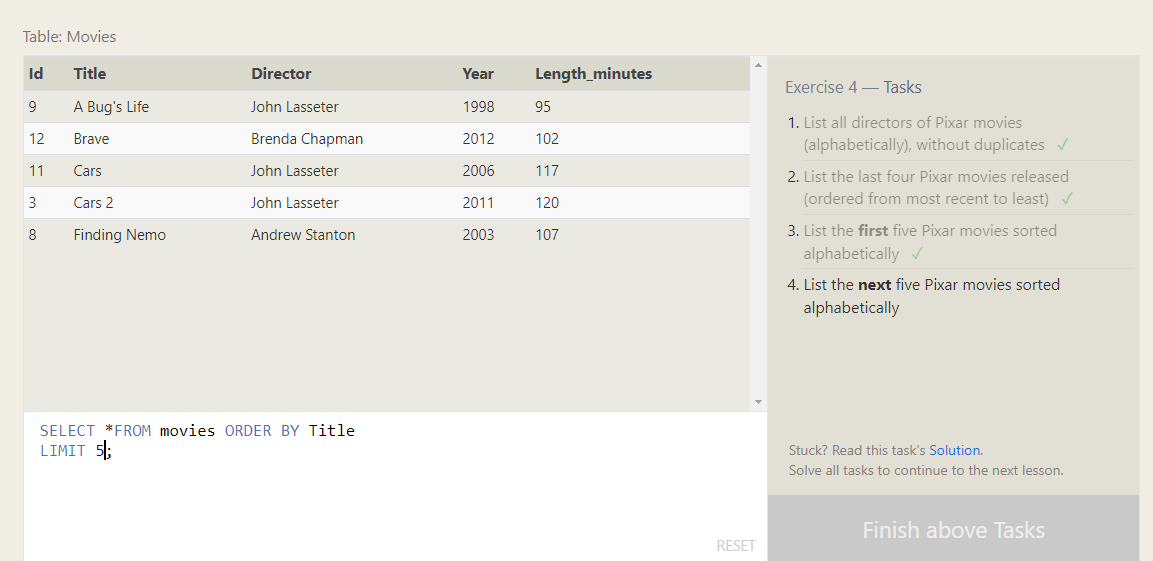 Table: Movies
Id Title Director Year Length_minutes
9 A Bug's Life John Lasseter 1998 95
12 Brave Brenda Chapman 2012 102
11 Cars John Lasseter 2006 117
3 Cars 2 John Lasseter 2011 120
8 Finding Nemo Andrew Stanton 2003 107
SELECT *FROM movies ORDER BY Title
LIMIT 5;
RESET
Exercise 4 — Tasks
1. List all directors of Pixar movies
(alphabetically), without duplicates ✓
2. List the last four Pixar movies released
(ordered from most recent to least) ✓
3. List the first five Pixar movies sorted
alphabetically ✓
4. List the next five Pixar movies sorted
alphabetically
Stuck? Read this task's Solution.
Solve all tasks to continue to the next lesson.
Finish above Tasks